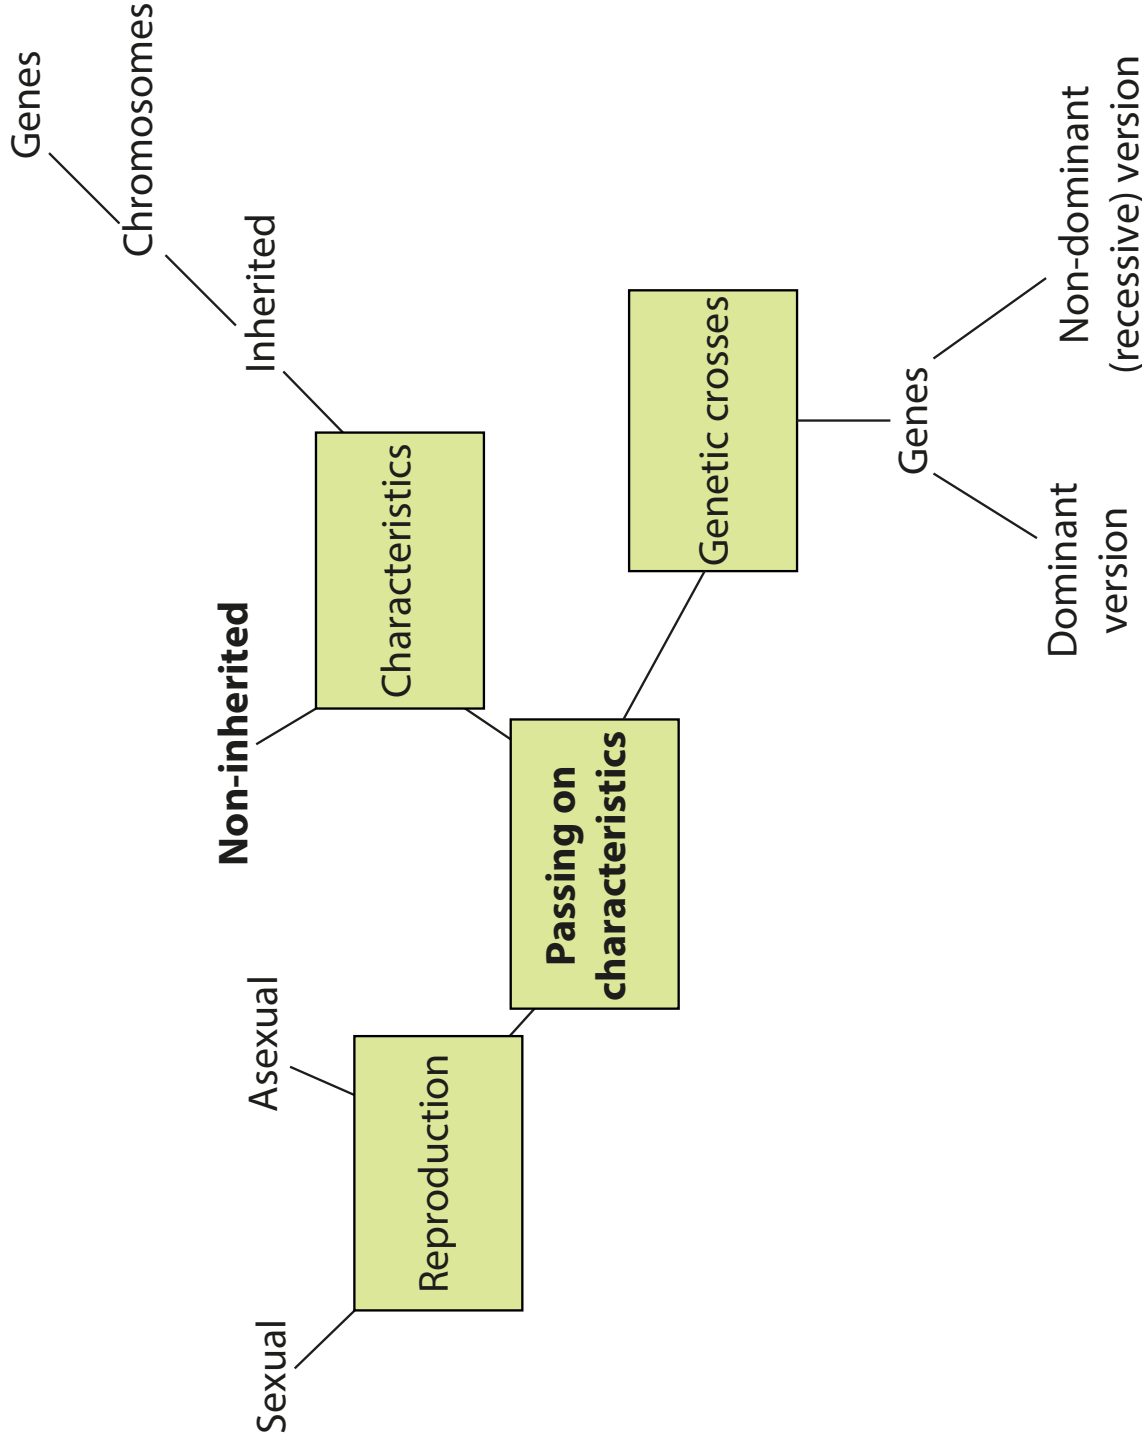 Genes
Chromosomes
Inherited
Non-inherited
Characteristics
Asexual
Sexual
Reproduction
Passing on
characteristics
Genetic crosses
Genes
Dominant
version
Non-dominant
(recessive) version